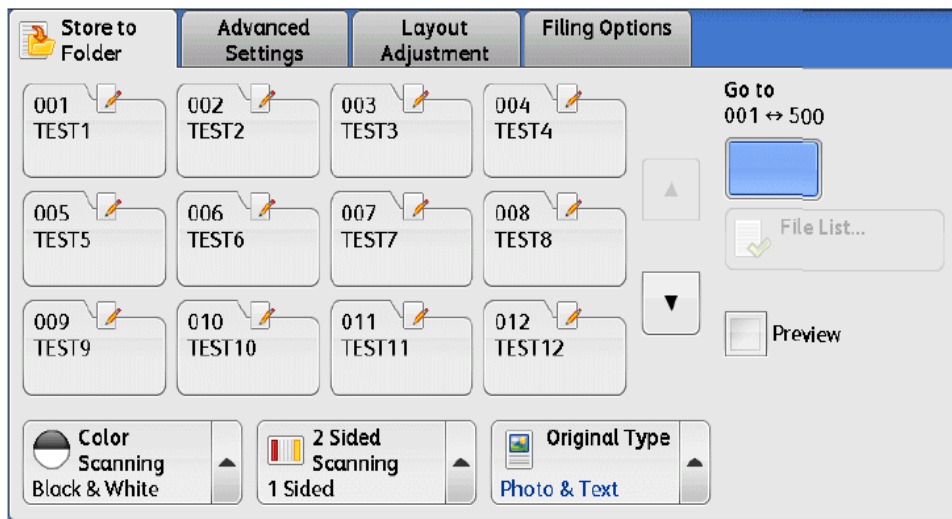 Store to
Folder
Advanced
Settings
Layout
Adjustment
Filing Options
001
TEST1
002
TEST2
003
TEST3
004
TEST4
Go to
001 ↔ 500
005
TEST5
006
TEST6
007
TEST7
008
TEST8
File List...
009
TEST9
010
TEST10
011
TEST11
012
TEST12
Preview
Color
Scanning
Black & White
2 Sided
Scanning
1 Sided
Original Type
Photo & Text